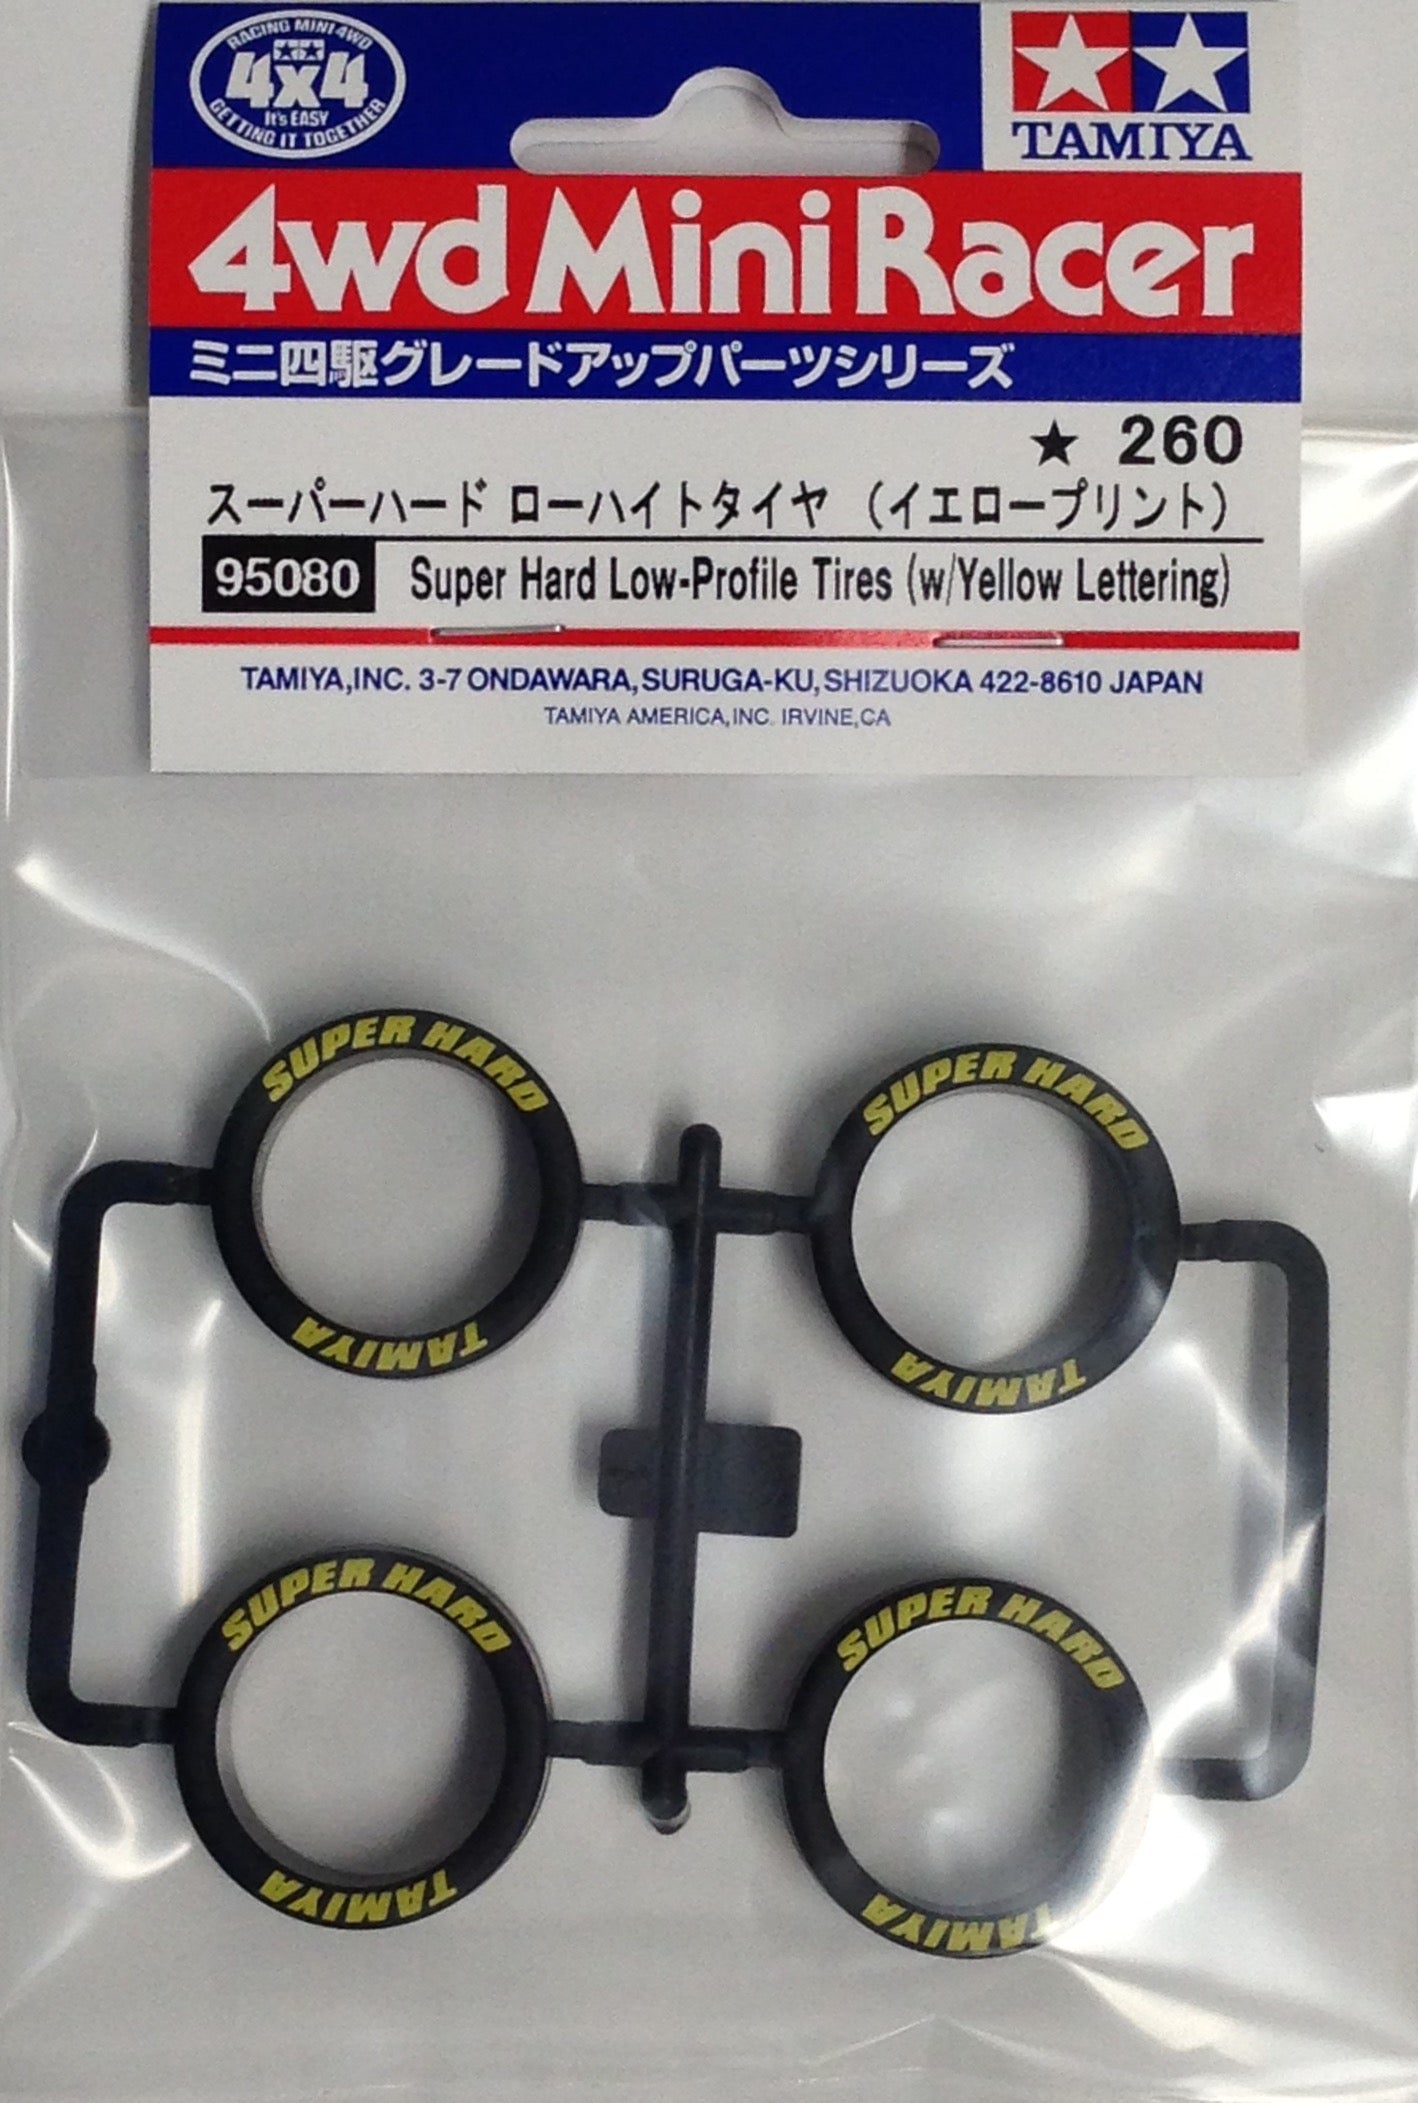 RACING MINI 4WD
4x4
It's EASY
GETTING IT TOGETHER
TAMIYA
4wd Mini Racer
ミニ四駆グレードアップパーツシリーズ
★ 260
スーパーハード ローハイトタイヤ (イエロープリント)
95080 Super Hard Low-Profile Tires (w/Yellow Lettering)
TAMIYA,INC. 3-7 ONDAWARA, SURUGA-KU, SHIZUOKA 422-8610 JAPAN
TAMIYA AMERICA, INC. IRVINE, CA
SUPER HARD
TAMIYA
SUPER HARD
TAMIYA
SUPER HARD
TAMIYA
SUPER HARD
TAMIYA